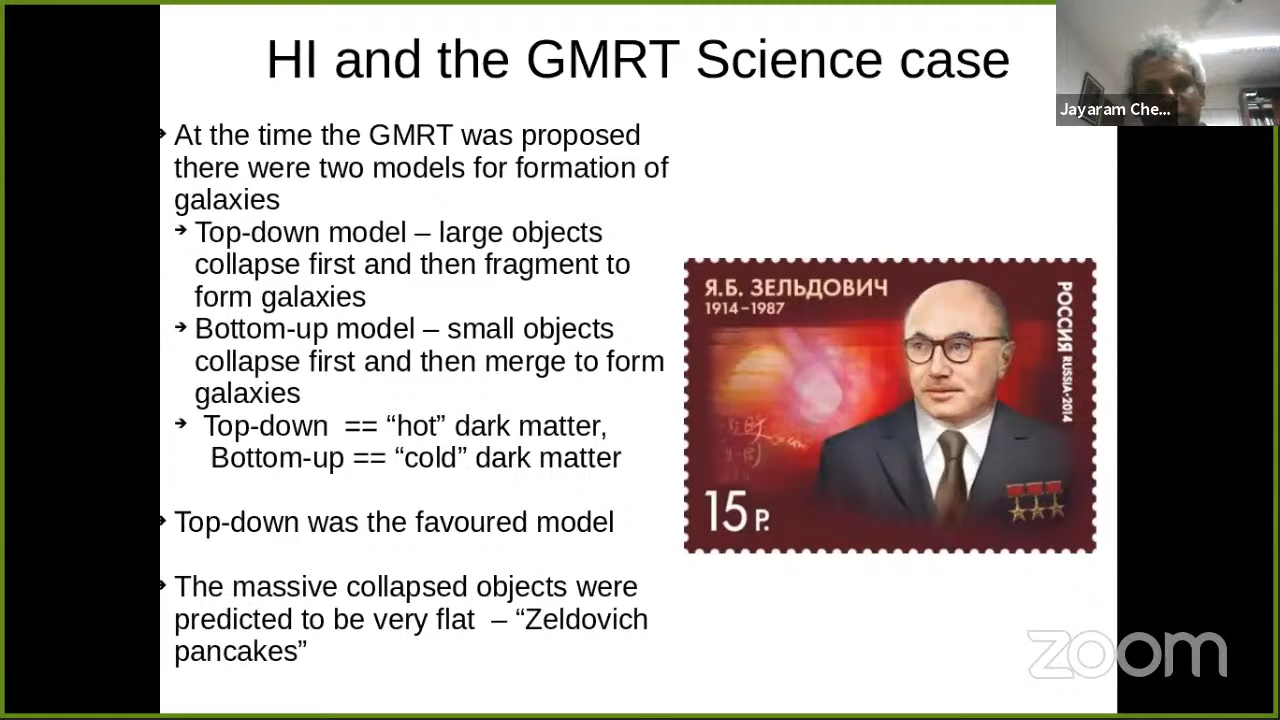 HI and the GMRT Science case
Jayaram Che...
➔ At the time the GMRT was proposed
there were two models for formation of
galaxies
➔ Top-down model – large objects
collapse first and then fragment to
form galaxies
➔ Bottom-up model – small objects
collapse first and then merge to form
galaxies
➔ Top-down == “hot” dark matter,
Bottom-up == “cold” dark matter
➔ Top-down was the favoured model
➔ The massive collapsed objects were
predicted to be very flat – “Zeldovich
pancakes”
Я.Б. ЗЕЛЬДОВИЧ
1914–1987
РОССИЯ RUSSIA•2014
15 Р.
zoom